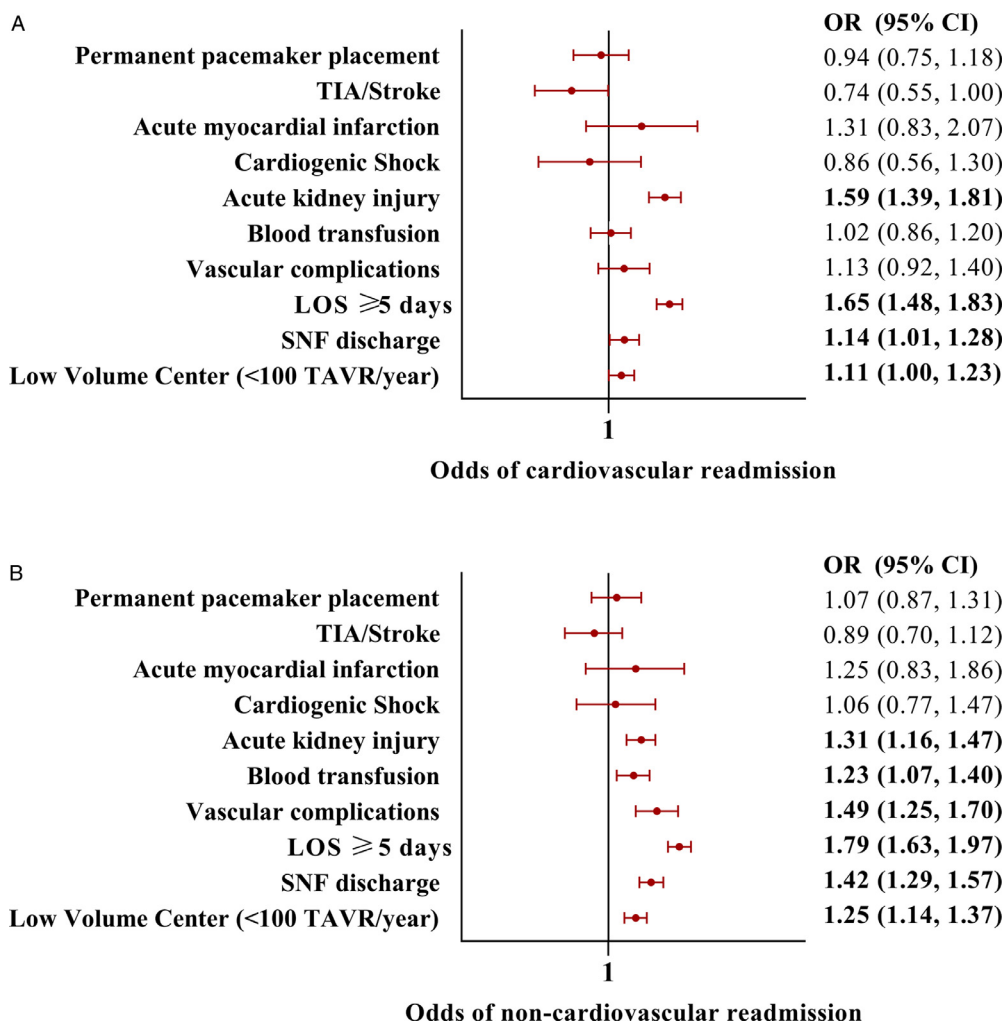 A
OR (95% CI)
Permanent pacemaker placement 0.94 (0.75, 1.18)
TIA/Stroke 0.74 (0.55, 1.00)
Acute myocardial infarction 1.31 (0.83, 2.07)
Cardiogenic Shock 0.86 (0.56, 1.30)
Acute kidney injury 1.59 (1.39, 1.81)
Blood transfusion 1.02 (0.86, 1.20)
Vascular complications 1.13 (0.92, 1.40)
LOS ⩾5 days 1.65 (1.48, 1.83)
SNF discharge 1.14 (1.01, 1.28)
Low Volume Center (<100 TAVR/year) 1.11 (1.00, 1.23)
1
Odds of cardiovascular readmission
B
OR (95% CI)
Permanent pacemaker placement 1.07 (0.87, 1.31)
TIA/Stroke 0.89 (0.70, 1.12)
Acute myocardial infarction 1.25 (0.83, 1.86)
Cardiogenic Shock 1.06 (0.77, 1.47)
Acute kidney injury 1.31 (1.16, 1.47)
Blood transfusion 1.23 (1.07, 1.40)
Vascular complications 1.49 (1.25, 1.70)
LOS ⩾ 5 days 1.79 (1.63, 1.97)
SNF discharge 1.42 (1.29, 1.57)
Low Volume Center (<100 TAVR/year) 1.25 (1.14, 1.37)
1
Odds of non-cardiovascular readmission